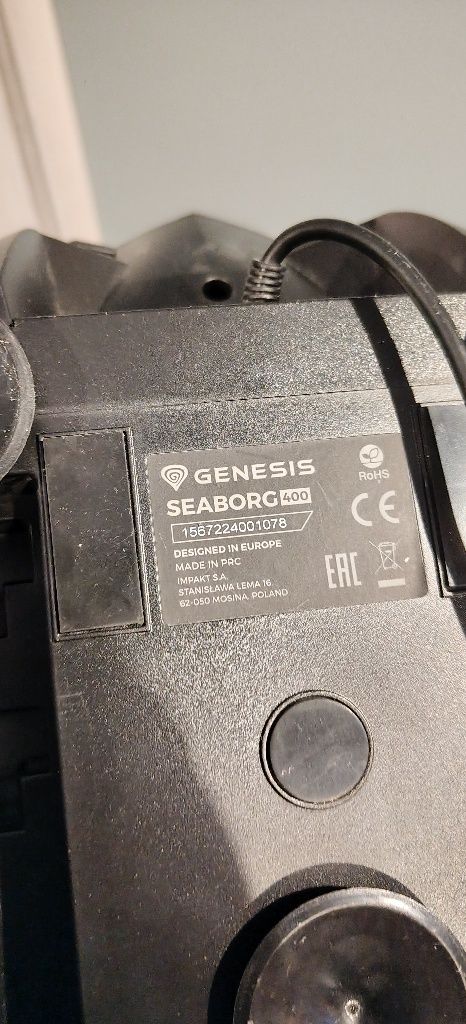 GENESIS
SEABORG 400
1567224001078
DESIGNED IN EUROPE
MADE IN PRC
IMPAKT S.A.
STANISŁAWA LEMA 16
62-050 MOSINA, POLAND
RoHS
CE
EAC